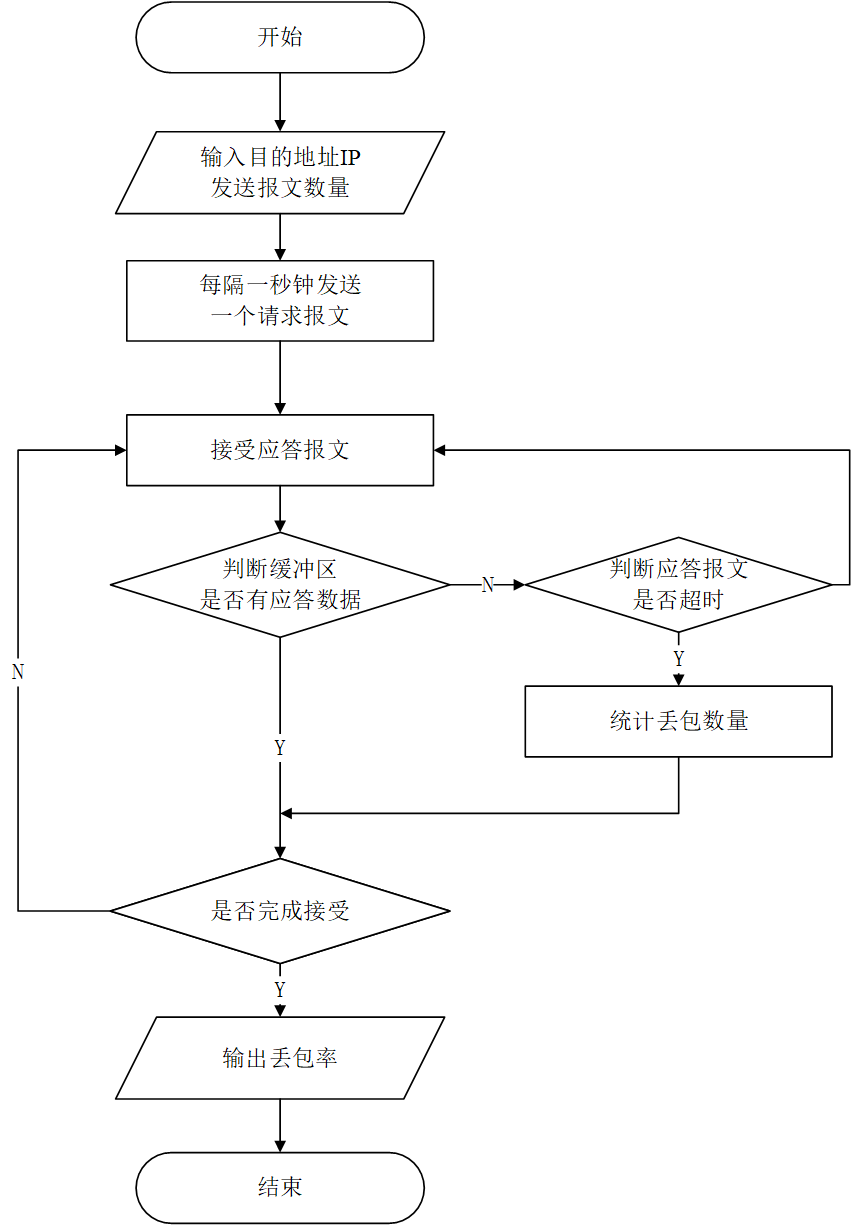 开始
输入目的地址IP
发送报文数量
每隔一秒钟发送
一个请求报文
接受应答报文
判断缓冲区
是否有应答数据
N
判断应答报文
是否超时
Y
统计丢包数量
N
Y
是否完成接受
Y
输出丢包率
结束